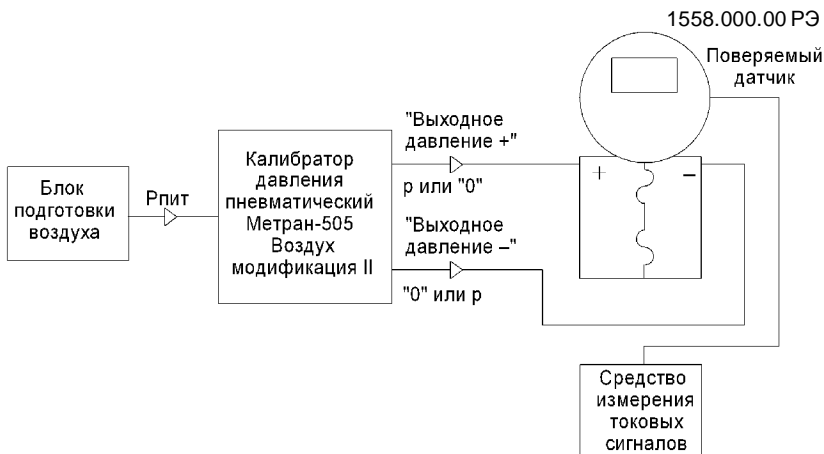 1558.000.00 РЭ
Поверяемый
датчик
"Выходное
давление +"
р или "0"
+
–
Блок
подготовки
воздуха
Рпит
Калибратор
давления
пневматический
Метран-505
Воздух
модификация II
"Выходное
давление –"
"0" или р
Средство
измерения
токовых
сигналов